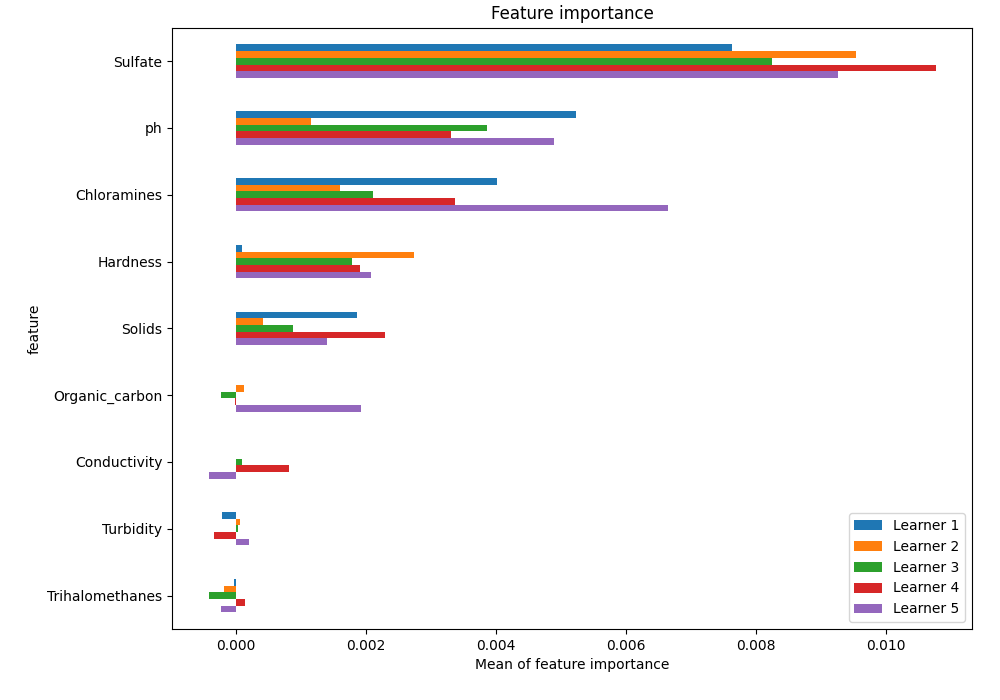 Feature importance
Sulfate
ph
Chloramines
Hardness
Solids
Organic_carbon
Conductivity
Turbidity
Trihalomethanes
feature
Learner 1
Learner 2
Learner 3
Learner 4
Learner 5
0.000 0.002 0.004 0.006 0.008 0.010
Mean of feature importance